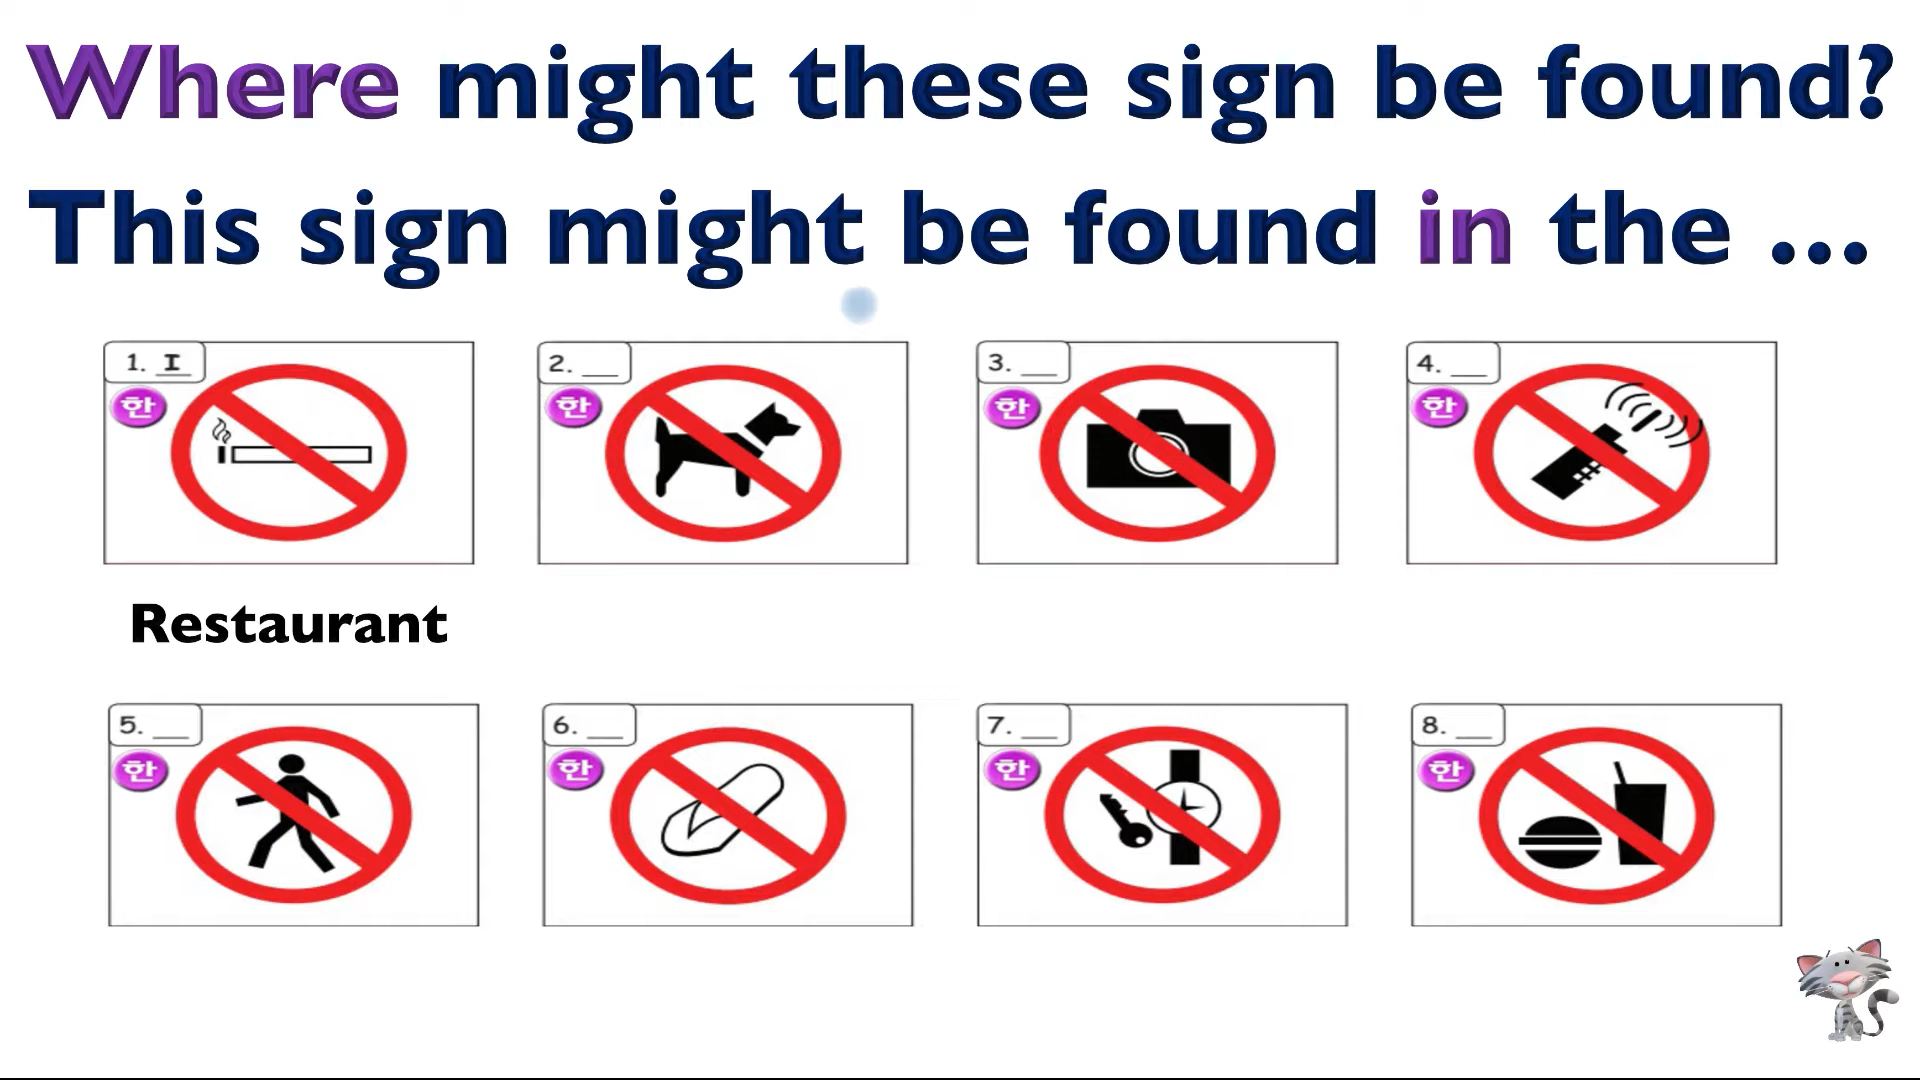 Where might these sign be found?
This sign might be found in the ...
1. I
한
2. __
한
3. __
한
4. __
한
Restaurant
5. __
한
6. __
한
7. __
한
8. __
한